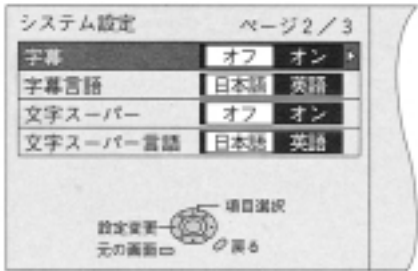 システム設定 ページ2/3
字幕 オフ オン
字幕言語 日本語 英語
文字スーパー オフ オン
文字スーパー言語 日本語 英語
項目選択
設定変更
元の画面 戻る